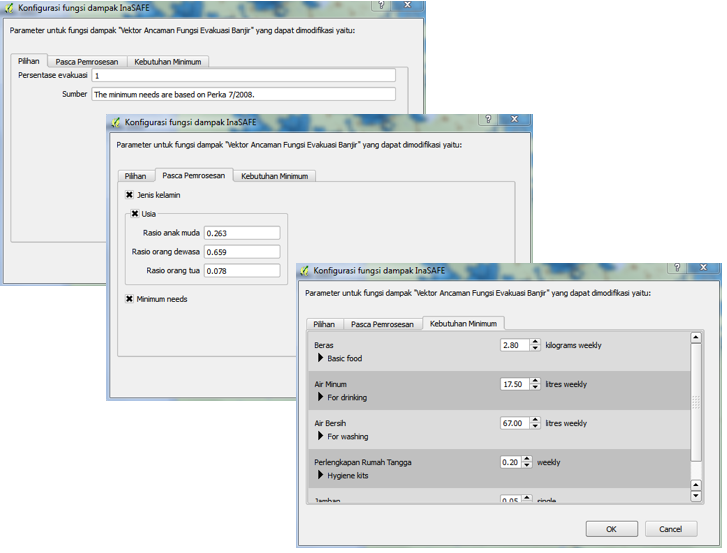 Konfigurasi fungsi dampak InaSAFE
Parameter untuk fungsi dampak "Vektor Ancaman Fungsi Evakuasi Banjir" yang dapat dimodifikasi yaitu:
Pilihan Pasca Pemrosesan Kebutuhan Minimum
Persentase evakuasi 1
Sumber The minimum needs are based on Perka 7/2008.
Konfigurasi fungsi dampak InaSAFE
Parameter untuk fungsi dampak "Vektor Ancaman Fungsi Evakuasi Banjir" yang dapat dimodifikasi yaitu:
Pilihan Pasca Pemrosesan Kebutuhan Minimum
Jenis kelamin
Usia
Rasio anak muda 0.263
Rasio orang dewasa 0.659
Rasio orang tua 0.078
Minimum needs
Konfigurasi fungsi dampak InaSAFE
Parameter untuk fungsi dampak "Vektor Ancaman Fungsi Evakuasi Banjir" yang dapat dimodifikasi yaitu:
Pilihan Pasca Pemrosesan Kebutuhan Minimum
Beras 2.80 kilograms weekly
Basic food
Air Minum 17.50 litres weekly
For drinking
Air Bersih 67.00 litres weekly
For washing
Perlengkapan Rumah Tangga 0.20 weekly
Hygiene kits
Jamban 0.05 single
OK Cancel